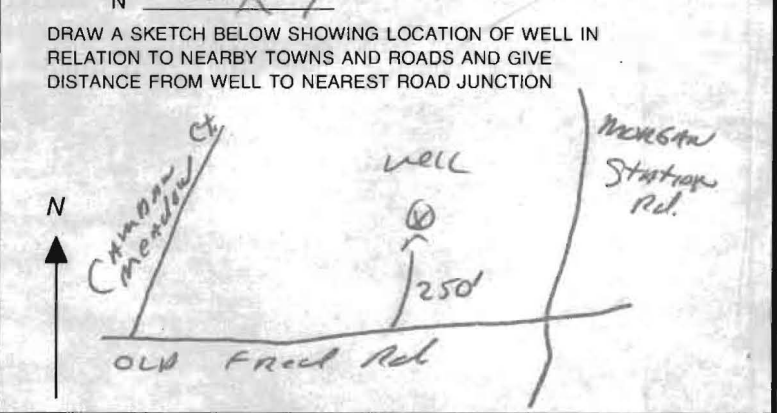 N
DRAW A SKETCH BELOW SHOWING LOCATION OF WELL IN
RELATION TO NEARBY TOWNS AND ROADS AND GIVE
DISTANCE FROM WELL TO NEAREST ROAD JUNCTION
Ct.
Meadow
well
250'
MORGAN
Station
Rd.
N
OLD Fred Rd